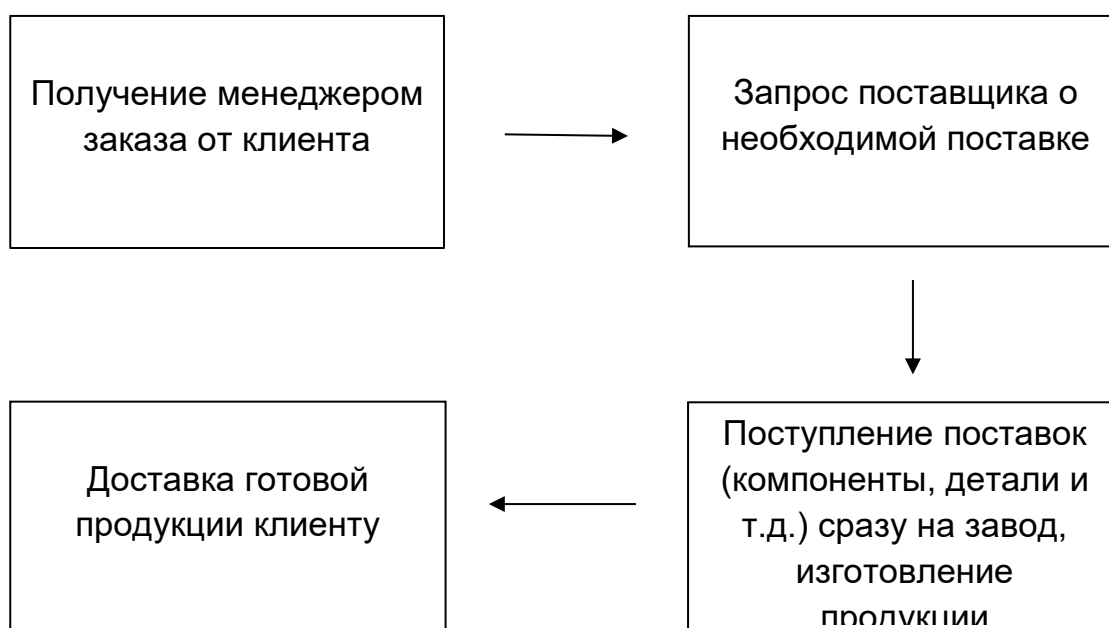 Получение менеджером
заказа от клиента
Запрос поставщика о
необходимой поставке
Поступление поставок
(компоненты, детали и
т.д.) сразу на завод,
изготовление
продукции
Доставка готовой
продукции клиенту